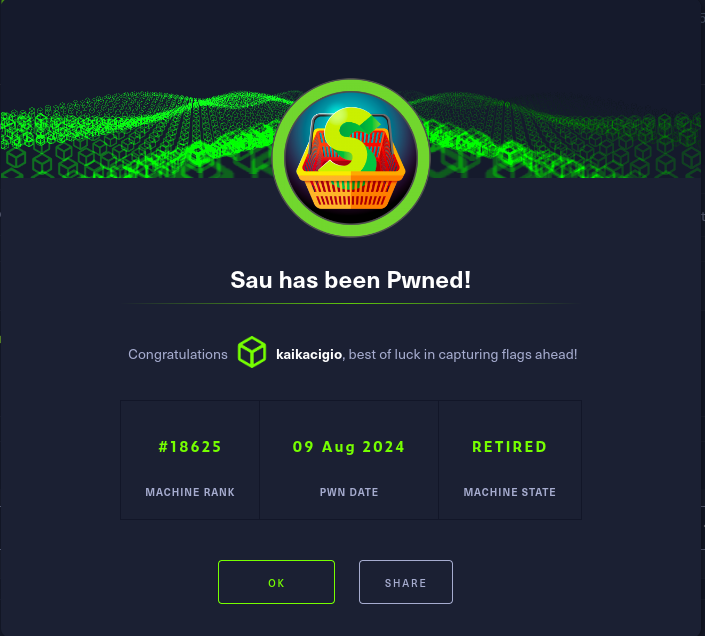 Sau has been Pwned!
Congratulations kaikacigio, best of luck in capturing flags ahead!
#18625 09 Aug 2024 RETIRED
MACHINE RANK PWN DATE MACHINE STATE
OK SHARE